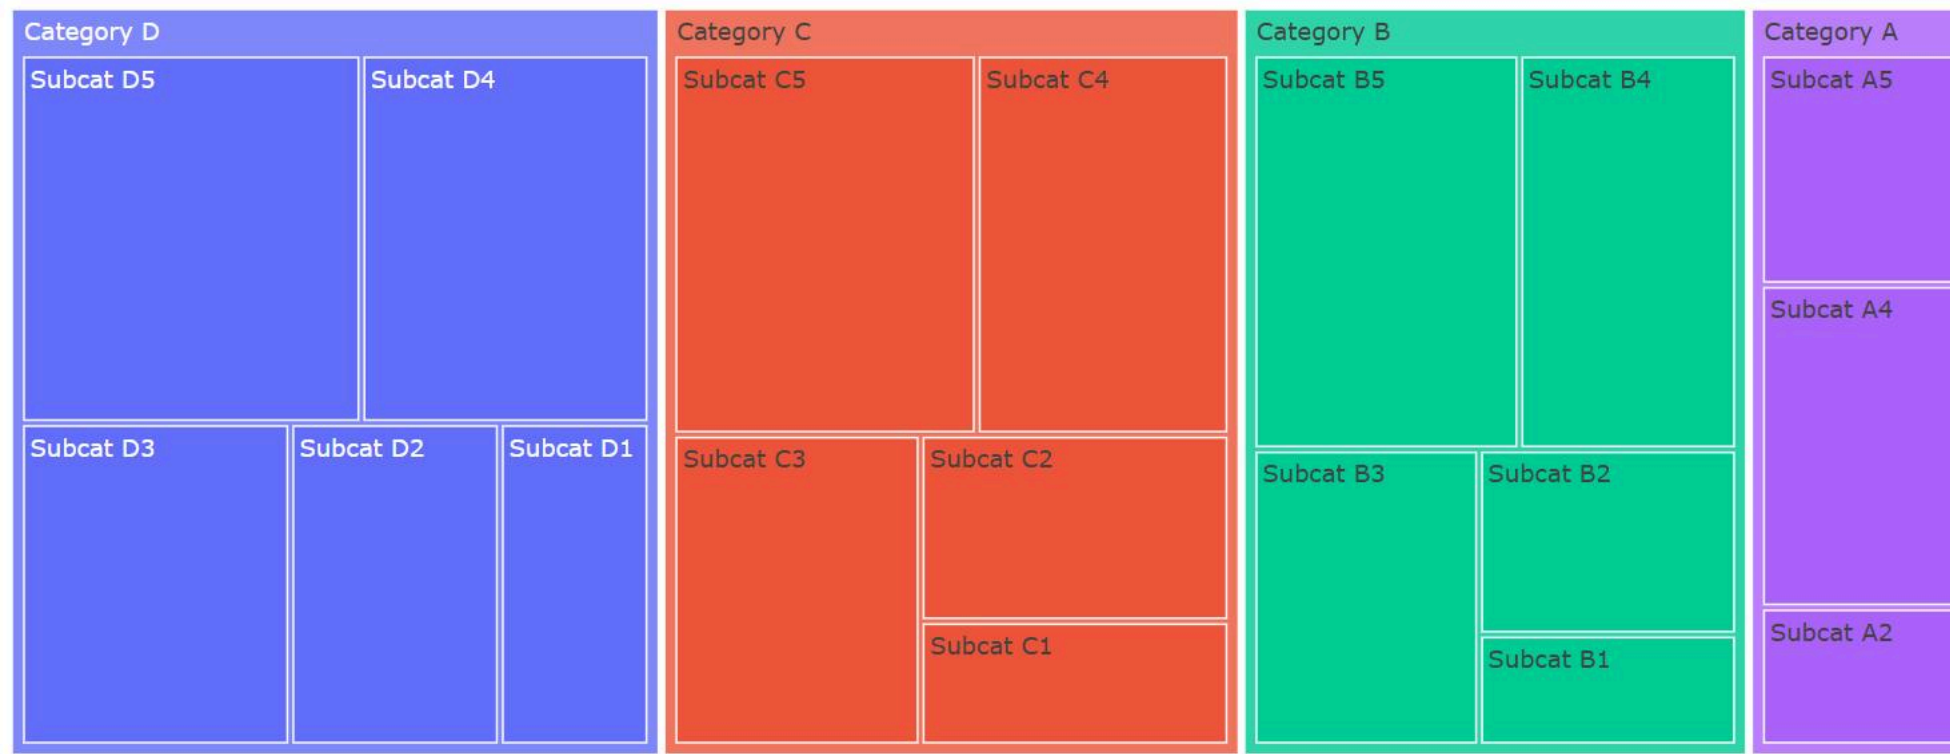 Category D
Subcat D5
Subcat D4
Subcat D3
Subcat D2
Subcat D1
Category C
Subcat C5
Subcat C4
Subcat C3
Subcat C2
Subcat C1
Category B
Subcat B5
Subcat B4
Subcat B3
Subcat B2
Subcat B1
Category A
Subcat A5
Subcat A4
Subcat A2